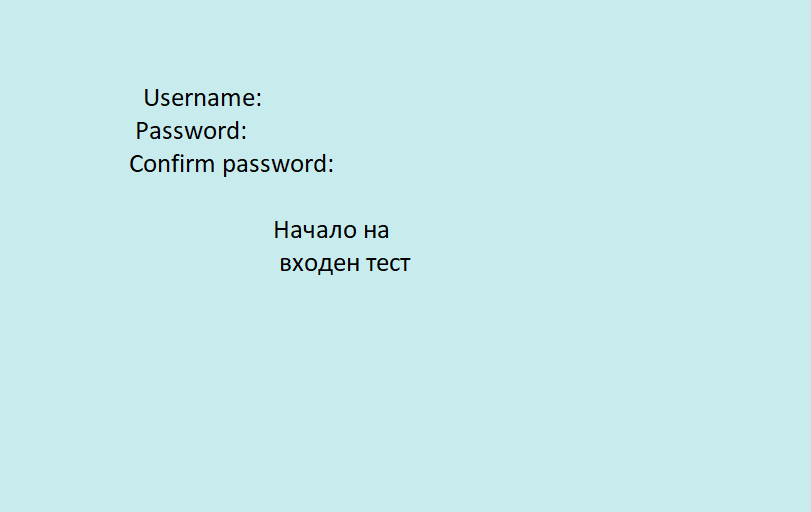 Username:
Password:
Confirm password:
Начало на
входен тест